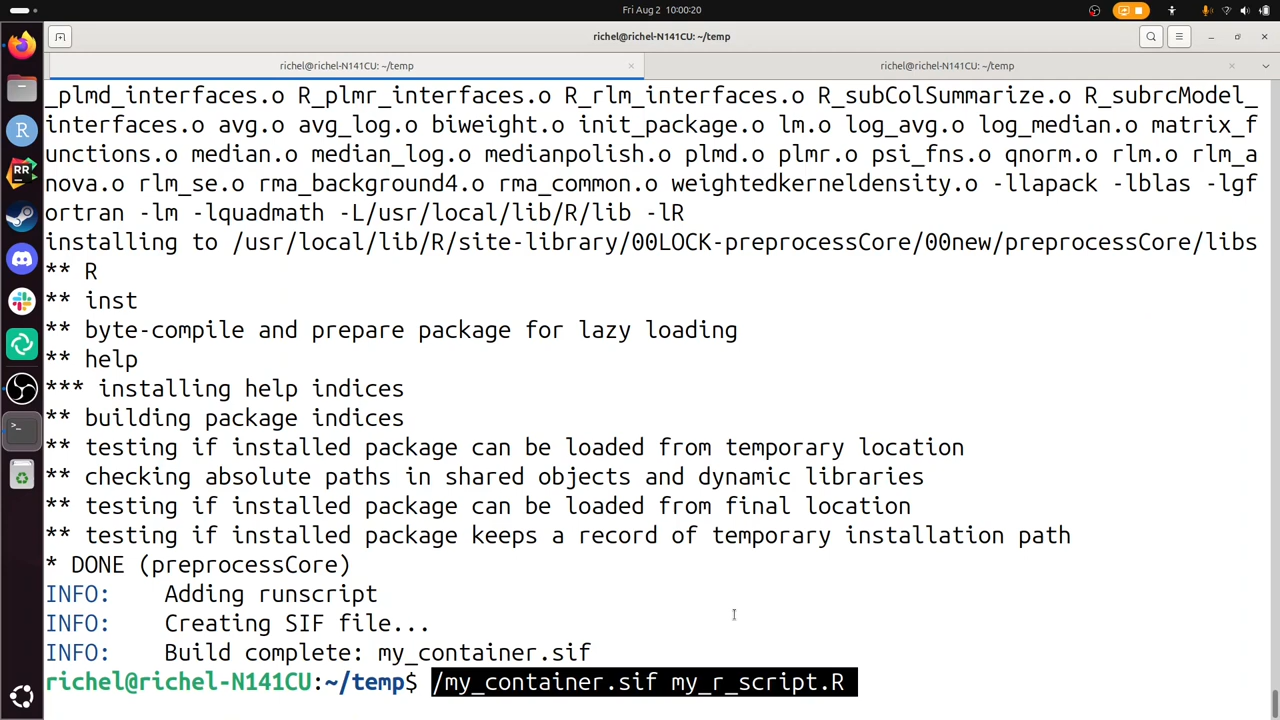 Fri Aug 2 10:00:20
richel@richel-N141CU: ~/temp
richel@richel-N141CU: ~/temp
richel@richel-N141CU: ~/temp
_plmd_interfaces.o R_plmr_interfaces.o R_rlm_interfaces.o R_subColSummarize.o R_subrcModel_
interfaces.o avg.o avg_log.o biweight.o init_package.o lm.o log_avg.o log_median.o matrix_f
unctions.o median.o median_log.o medianpolish.o plmd.o plmr.o psi_fns.o qnorm.o rlm.o rlm_a
nova.o rlm_se.o rma_background4.o rma_common.o weightedkerneldensity.o -llapack -lblas -lgf
ortran -lm -lquadmath -L/usr/local/lib/R/lib -lR
installing to /usr/local/lib/R/site-library/00LOCK-preprocessCore/00new/preprocessCore/libs
** R
** inst
** byte-compile and prepare package for lazy loading
** help
*** installing help indices
** building package indices
** testing if installed package can be loaded from temporary location
** checking absolute paths in shared objects and dynamic libraries
** testing if installed package can be loaded from final location
** testing if installed package keeps a record of temporary installation path
* DONE (preprocessCore)
INFO:    Adding runscript
INFO:    Creating SIF file...
INFO:    Build complete: my_container.sif
richel@richel-N141CU:~/temp$ /my_container.sif my_r_script.R